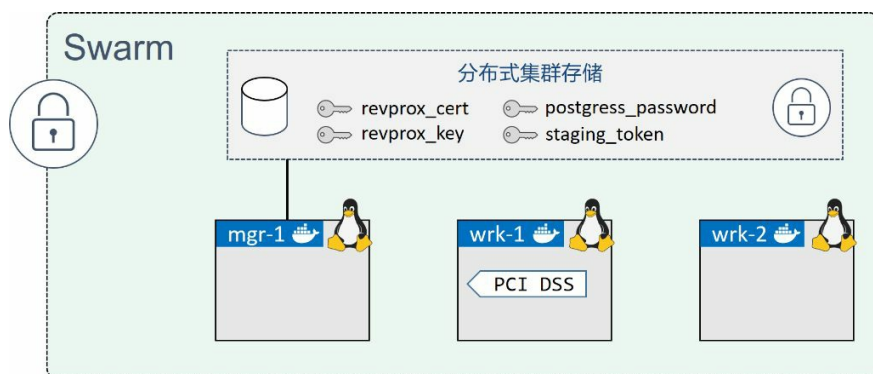 Swarm
分布式集群存储
revprox_cert
postgress_password
revprox_key
staging_token
mgr-1
wrk-1
wrk-2
PCI DSS